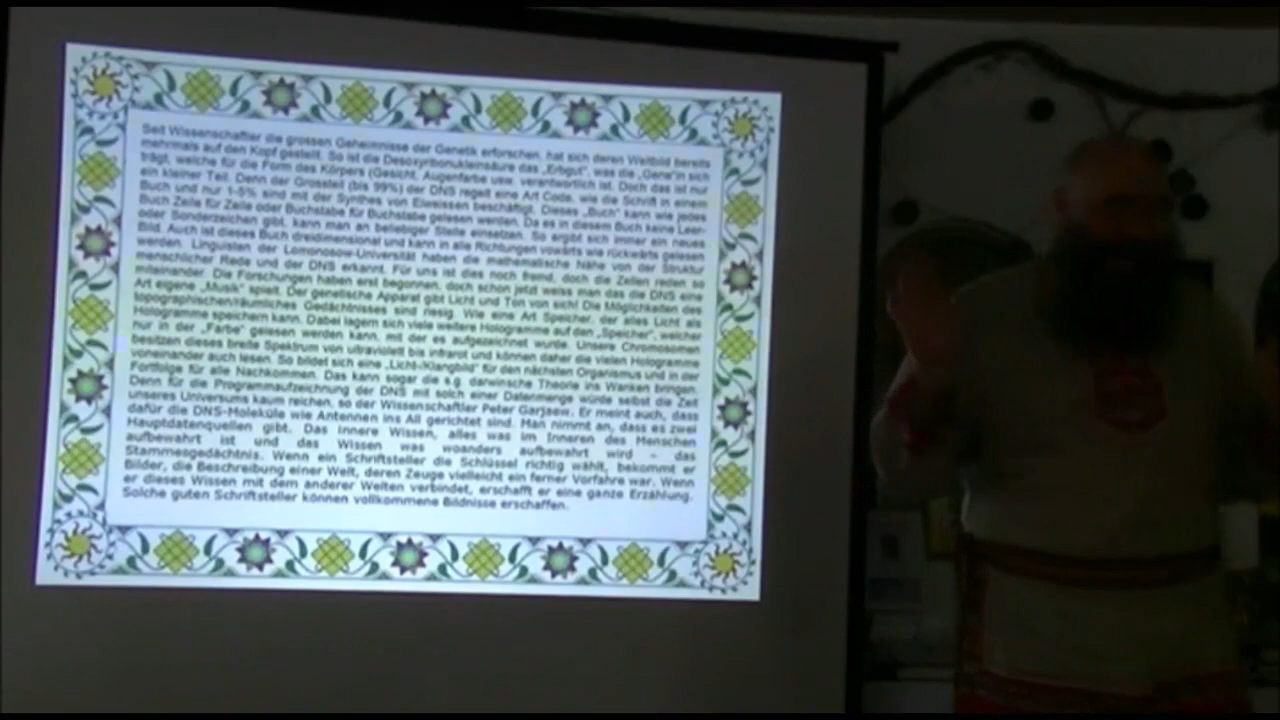 Seit Wissenschaftler die grossen Geheimnisse der Genetik erforschen, hat sich deren Weltbild bereits
mehrmals auf den Kopf gestellt. So ist die Desoxyribonukleinsäure das „Erbgut“, was die „Gene“in sich
trägt, welche für die Form des Körpers (Gesicht, Augenfarbe usw. verantwortlich ist. Doch das ist nur
ein kleiner Teil. Denn der Grossteil (bis 99%) der DNS regelt eine Art Code, wie die Schrift in einem
Buch und nur 1-5% sind mit der Synthes von Eiweissen beschäftigt. Dieses „Buch“ kann wie jedes
Buch Zeile für Zeile oder Buchstabe für Buchstabe gelesen werden. Da es in diesem Buch keine Leer-
oder Sonderzeichen gibt, kann man an beliebiger Stelle einsetzen. So ergibt sich immer ein neues
Bild. Auch ist dieses Buch dreidimensional und kann in alle Richtungen vowärts wie rückwärts gelesen
werden. Linguisten der Lomonosow-Universität haben die mathematische Nähe von der Struktur
menschlicher Rede und der DNS erkannt. Für uns ist dies noch fremd, doch die Zellen reden so
miteinander. Die Forschungen haben erst begonnen, doch schon jetzt weiss man das die DNS eine
Art eigene „Musik“ spielt. Der genetische Apparat gibt Licht und Ton von sich! Die Möglichkeiten des
topographischen/räumliches Gedächtnisses sind riesig. Wie eine Art Speicher, der alles Licht als
Hologramme speichern kann. Dabei lagern sich viele weitere Hologramme auf den „Speicher“, welcher
nur in der „Farbe“ gelesen werden kann, mit der es aufgezeichnet wurde. Unsere Chromosomen
besitzen dieses breite Spektrum von ultraviolett bis infrarot und können daher die vielen Hologramme
voneinander auch lesen. So bildet sich eine „Licht-/Klangbild“ für den nächsten Organismus und in der
Fortfolge für alle Nachkommen. Das kann sogar die s.g. darwinsche Theorie ins Wanken bringen.
Denn für die Programmaufzeichnung der DNS mit solch einer Datenmenge würde selbst die Zeit
unseres Universums kaum reichen, so der Wissenschaftler Peter Garjaew. Er meint auch, dass
dafür die DNS-Moleküle wie Antennen ins All gerichtet sind. Man nimmt an, dass es zwei
Hauptdatenquellen gibt. Das Innere Wissen, alles was im Inneren des Menschen
aufbewahrt ist und das Wissen was woanders aufbewahrt wird – das
Stammesgedächtnis. Wenn ein Schriftsteller die Schlüssel richtig wählt, bekommt er
Bilder, die Beschreibung einer Welt, deren Zeuge vielleicht ein ferner Vorfahre war. Wenn
er dieses Wissen mit dem anderer Welten verbindet, erschafft er eine ganze Erzählung.
Solche guten Schriftsteller können vollkommene Bildnisse erschaffen.